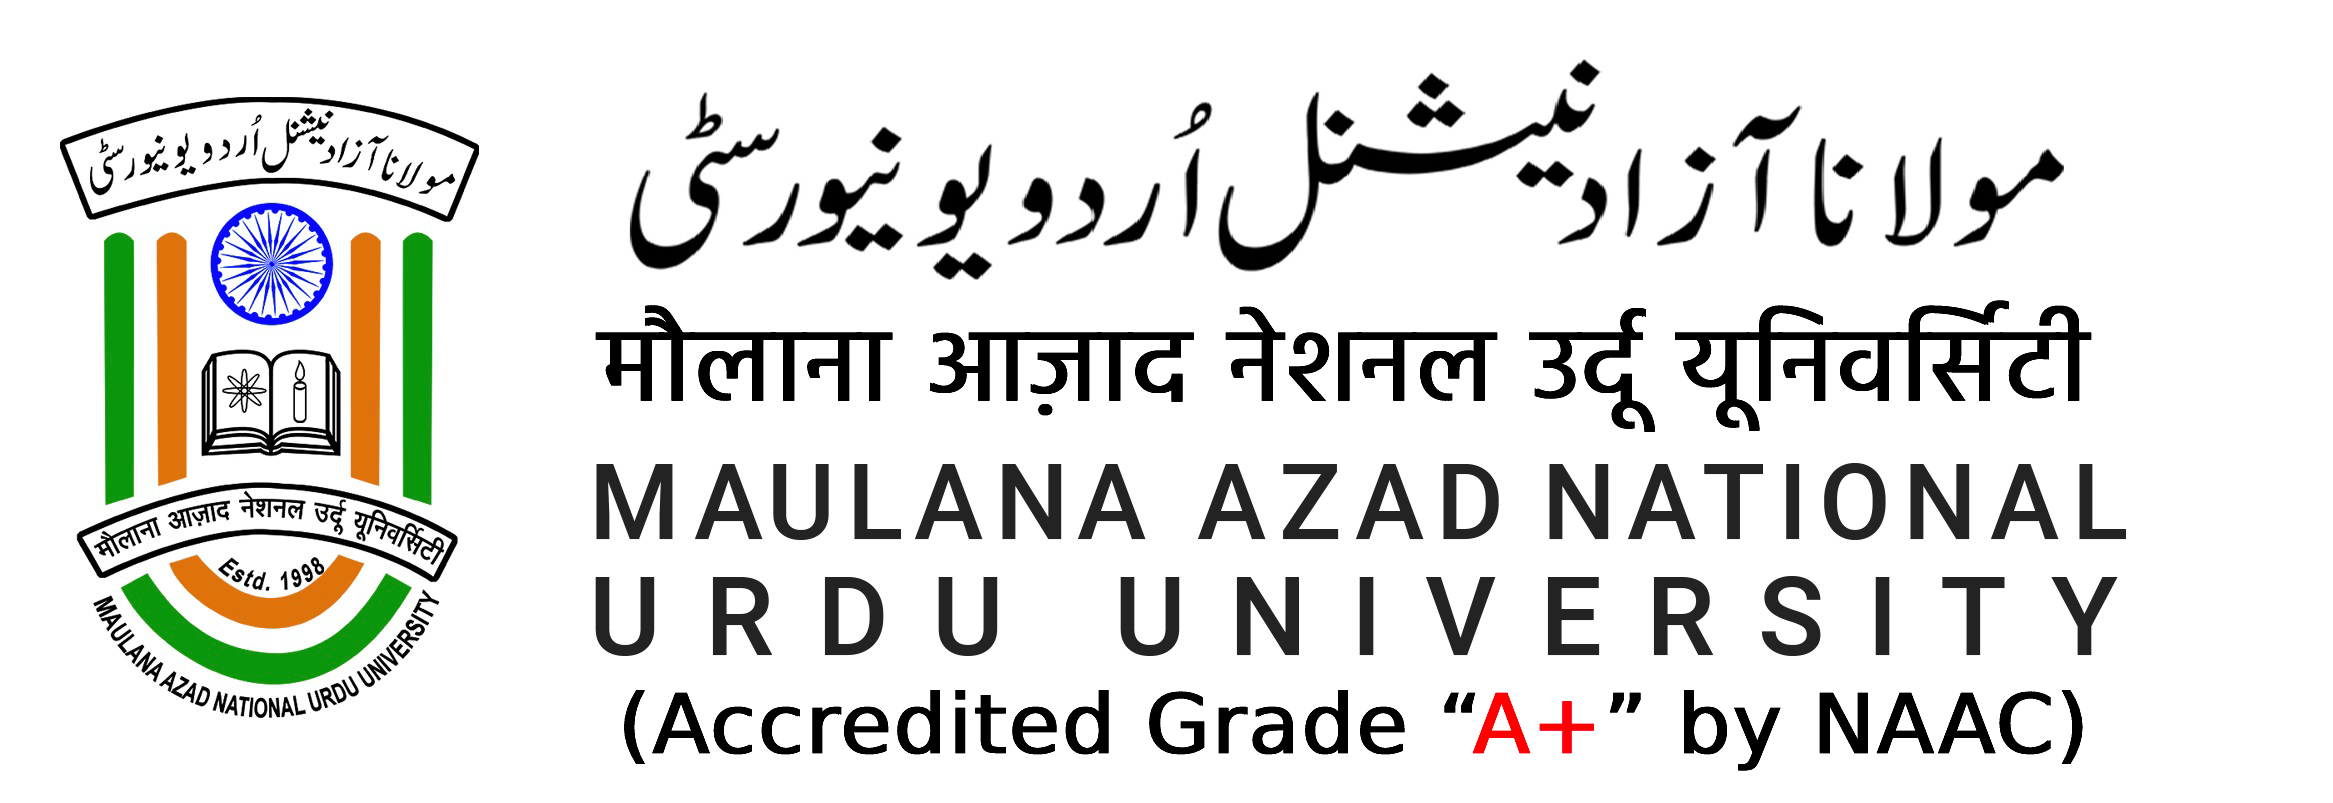 مولانا آزاد نیشنل اُردو یونیورسٹی
मौलाना आज़ाद नेशनल उर्दू यूनिवर्सिटी
Estd. 1998
MAULANA AZAD NATIONAL URDU UNIVERSITY
مولانا آزاد نیشنل اُردو یونیورسٹی
मौलाना आज़ाद नेशनल उर्दू यूनिवर्सिटी
MAULANA AZAD NATIONAL
URDU UNIVERSITY
(Accredited Grade “A+” by NAAC)